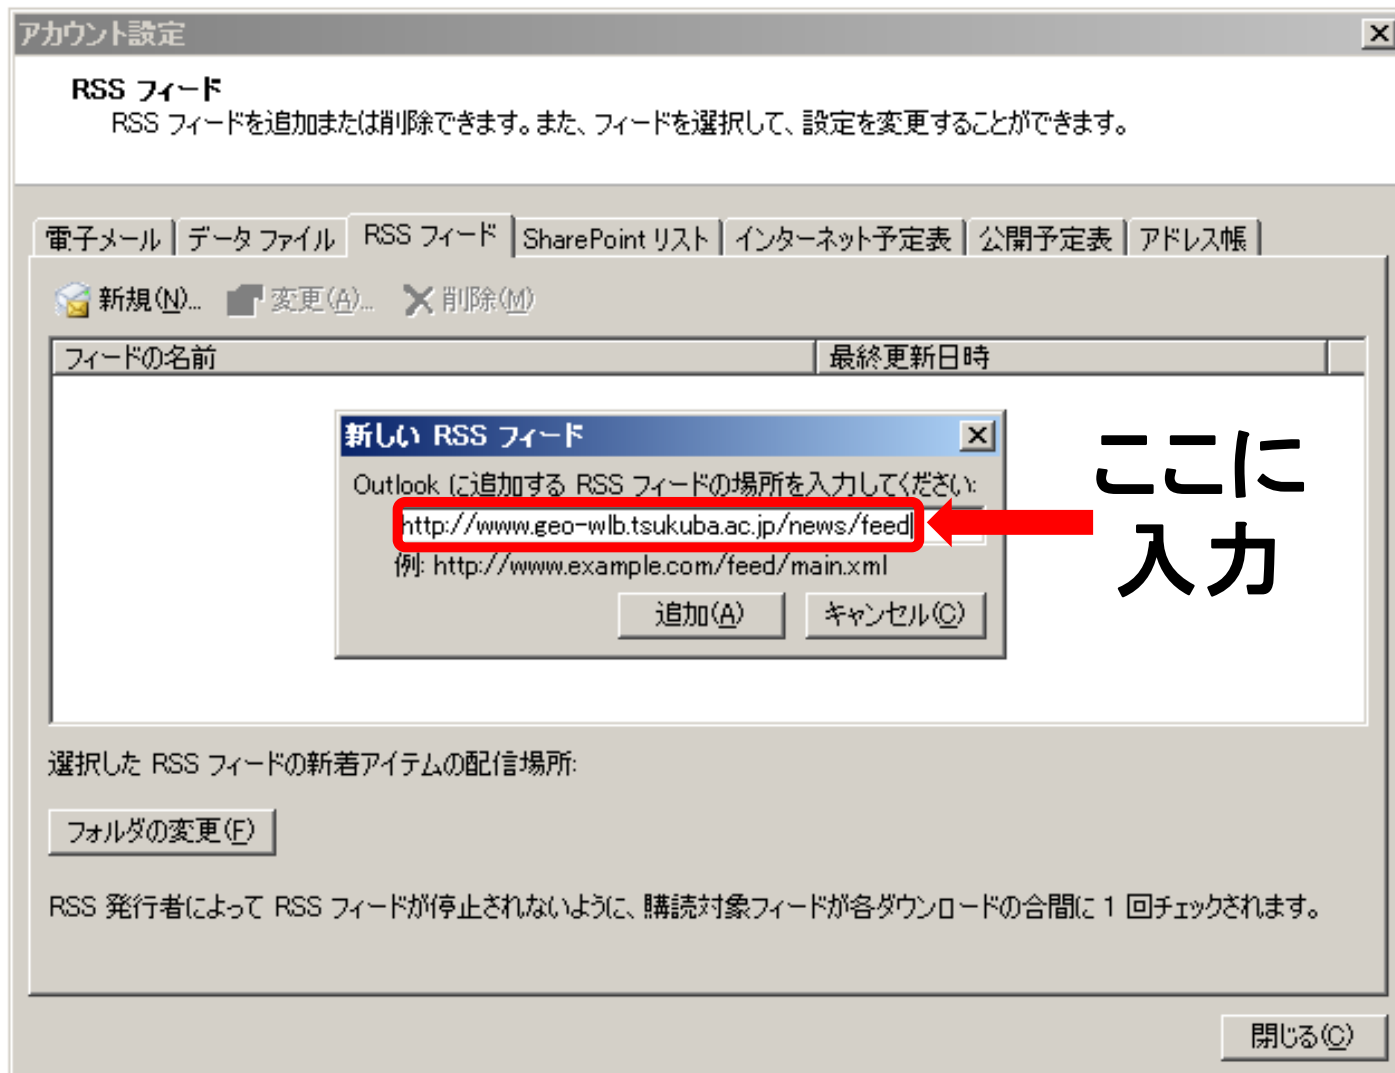 アカウント設定
RSS フィード
RSS フィードを追加または削除できます。また、フィードを選択して、設定を変更することができます。
電子メール データ ファイル RSS フィード SharePoint リスト インターネット予定表 公開予定表 アドレス帳
新規(N)... 変更(A)... 削除(M)
フィードの名前 最終更新日時
新しい RSS フィード
Outlook に追加する RSS フィードの場所を入力してください:
http://www.geo-wlb.tsukuba.ac.jp/news/feed
例: http://www.example.com/feed/main.xml
追加(A) キャンセル(C)
ここに
入力
選択した RSS フィードの新着アイテムの配信場所:
フォルダの変更(F)
RSS 発行者によって RSS フィードが停止されないように、購読対象フィードが各ダウンロードの合間に 1 回チェックされます。
閉じる(C)